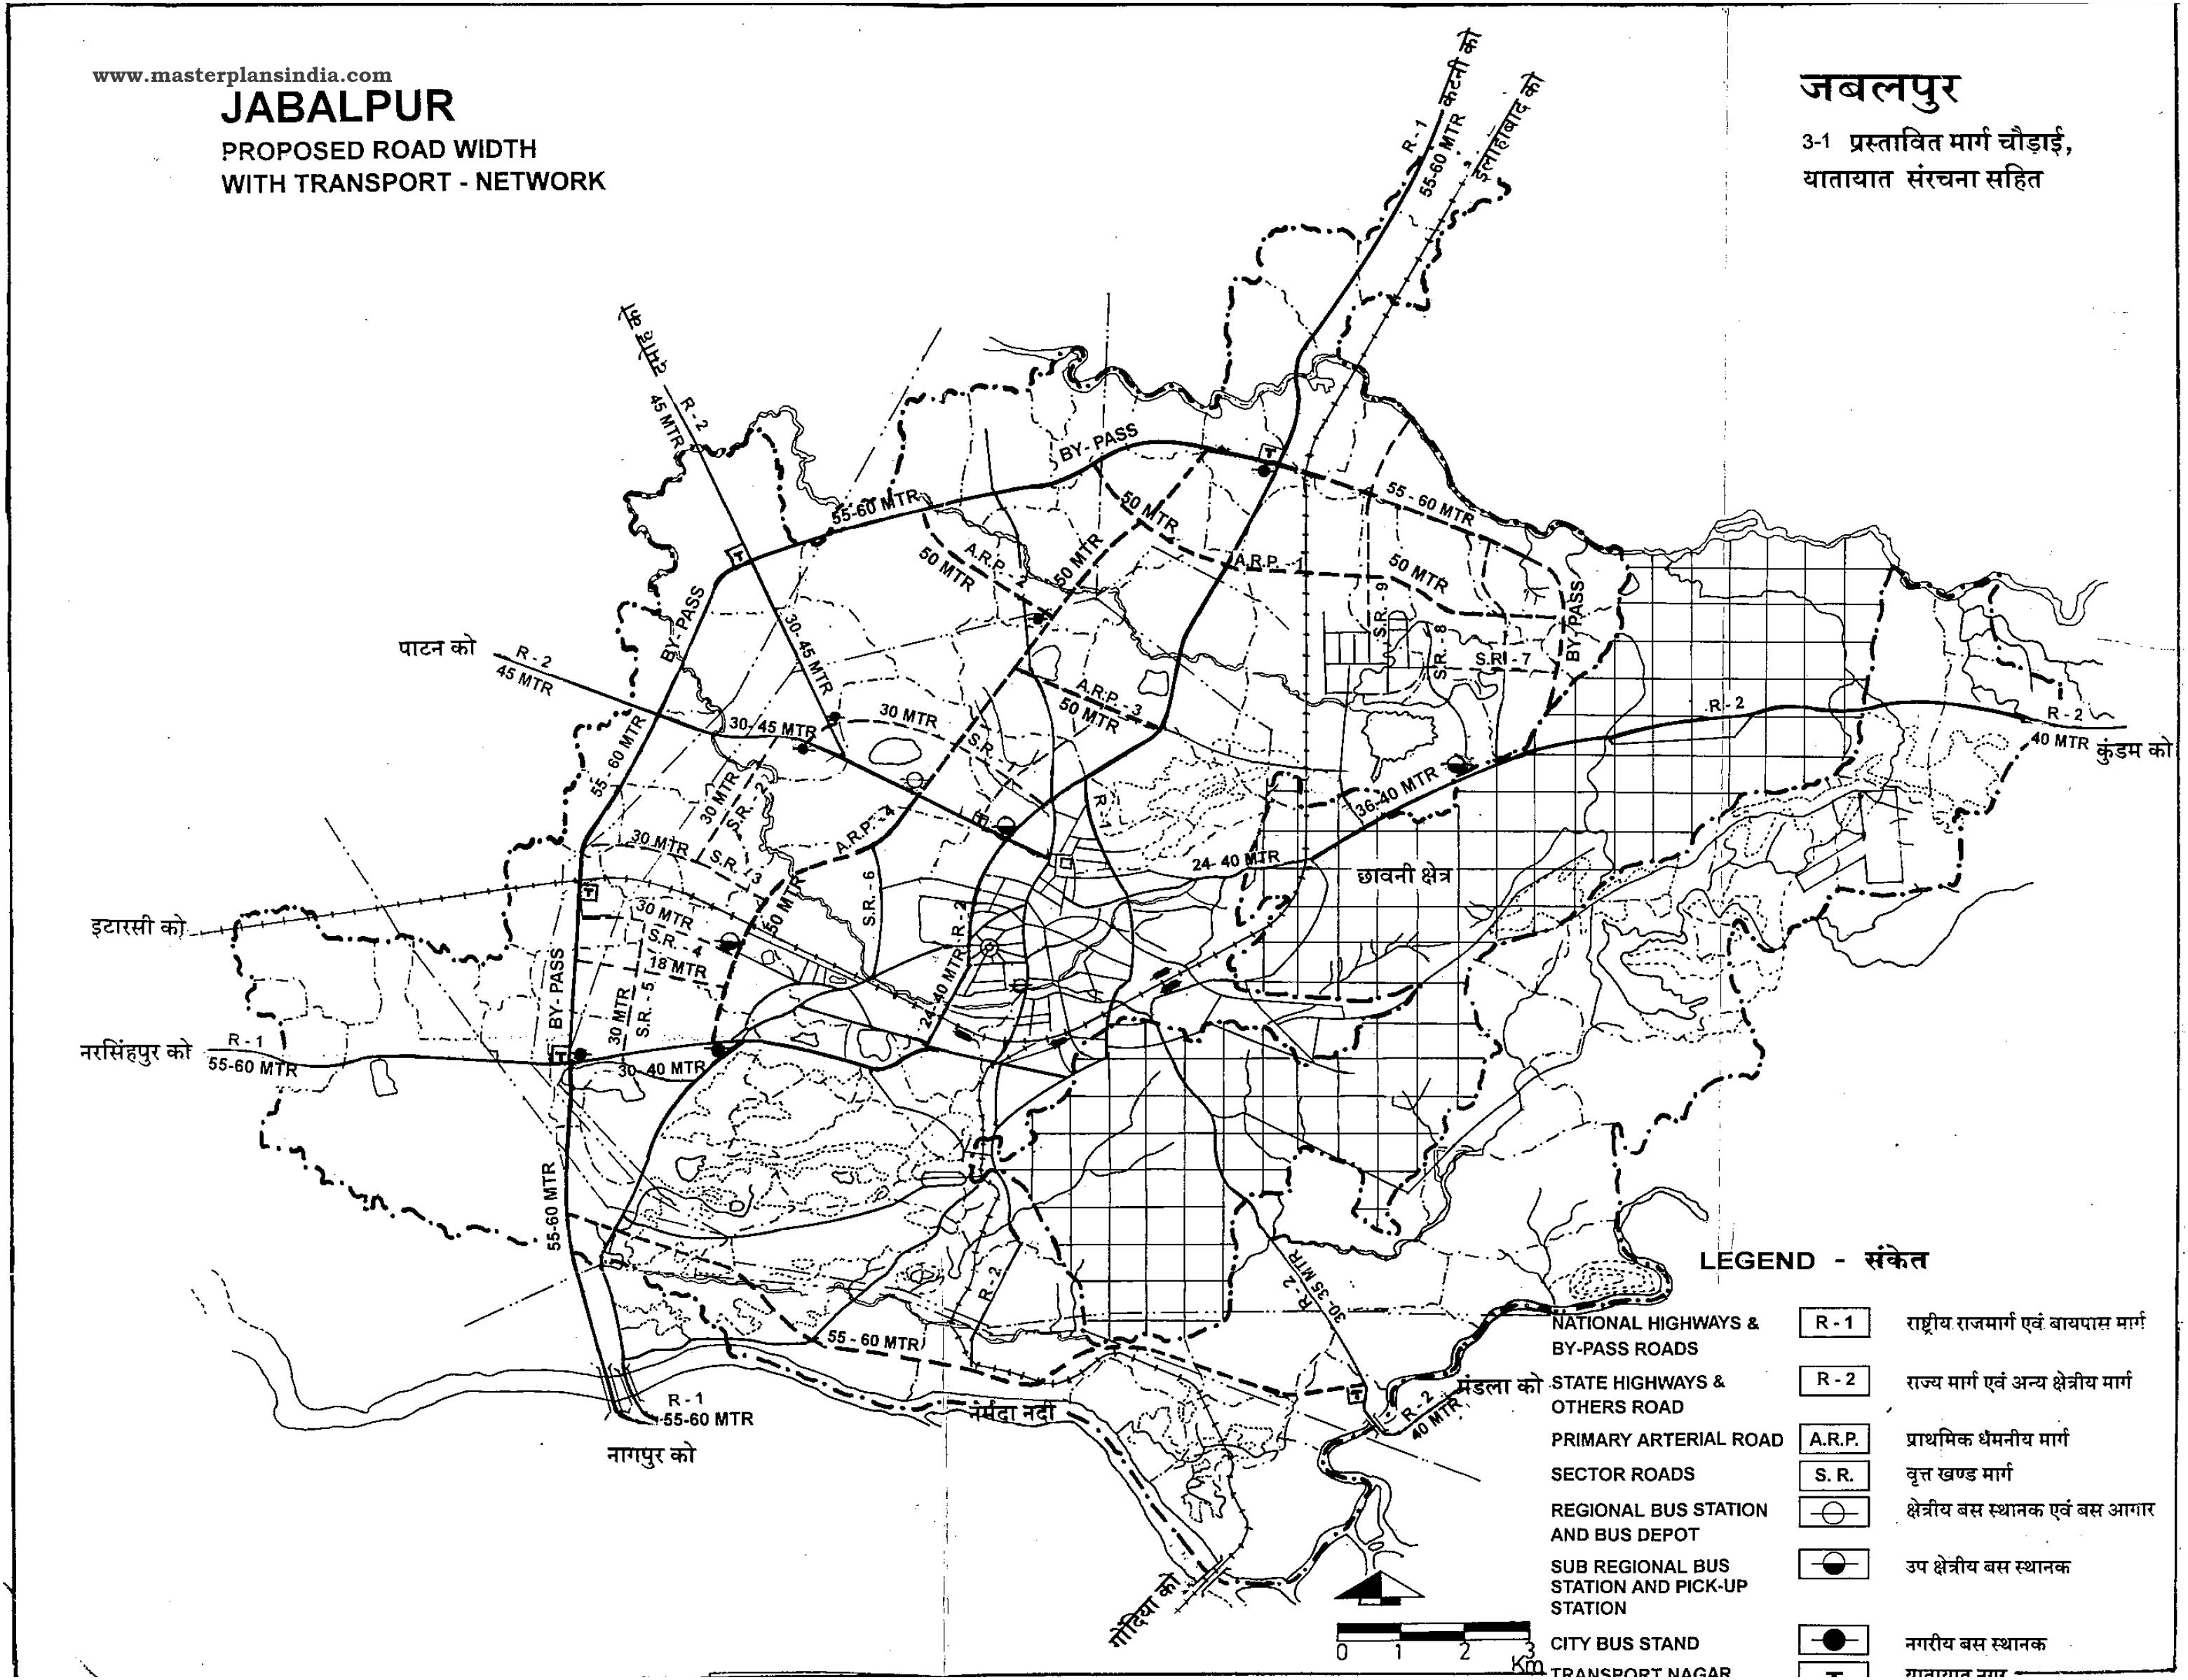 www.masterplansindia.com
JABALPUR
PROPOSED ROAD WIDTH
WITH TRANSPORT - NETWORK
जबलपुर
3-1 प्रस्तावित मार्ग चौड़ाई,
यातायात संरचना सहित
R - 1
कटनी को
55-60 MTR
इलाहाबाद को
R - 2
45 MTR
BY - PASS
55-60 MTR
50 MTR
A.R.P. - 2
50 MTR
50 MTR
A.R.P. - 1
55 - 60 MTR
50 MTR
BY - PASS
S.R. - 9
S.R. - 8
S.R. - 7
BY - PASS
30- 45 MTR
पाटन को
R - 2
45 MTR
A.R.P. - 3
50 MTR
30- 45 MTR
30 MTR
S.R.
R - 2
R - 2
40 MTR
कुंडम को
55 - 60 MTR
30 MTR
S.R. - 2
R - 1
36-40 MTR
A.R.P. - 4
30 MTR
S.R. - 3
24- 40 MTR
छावनी क्षेत्र
50 MTR
S.R. - 6
इटारसी को
30 MTR
S.R. - 4
18 MTR
BY - PASS
30 MTR
S.R. - 5
24-40 MTR
R - 2
नरसिंहपुर को
R - 1
55-60 MTR
30- 40 MTR
55-60 MTR
R - 2
R - 2
30-35 MTR
55 - 60 MTR
R - 1
55-60 MTR
नागपुर को
नर्मदा नदी
मंडला को
R - 2
40 MTR
गोंदिया को
LEGEND - संकेत
NATIONAL HIGHWAYS &
BY-PASS ROADS
R - 1
राष्ट्रीय राजमार्ग एवं बायपास मार्ग
STATE HIGHWAYS &
OTHERS ROAD
R - 2
राज्य मार्ग एवं अन्य क्षेत्रीय मार्ग
PRIMARY ARTERIAL ROAD
A.R.P.
प्राथमिक धमनीय मार्ग
SECTOR ROADS
S. R.
वृत्त खण्ड मार्ग
REGIONAL BUS STATION
AND BUS DEPOT
क्षेत्रीय बस स्थानक एवं बस आगार
SUB REGIONAL BUS
STATION AND PICK-UP
STATION
उप क्षेत्रीय बस स्थानक
CITY BUS STAND
नगरीय बस स्थानक
TRANSPORT NAGAR
T
यातायात नगर
0 1 2 3
Km